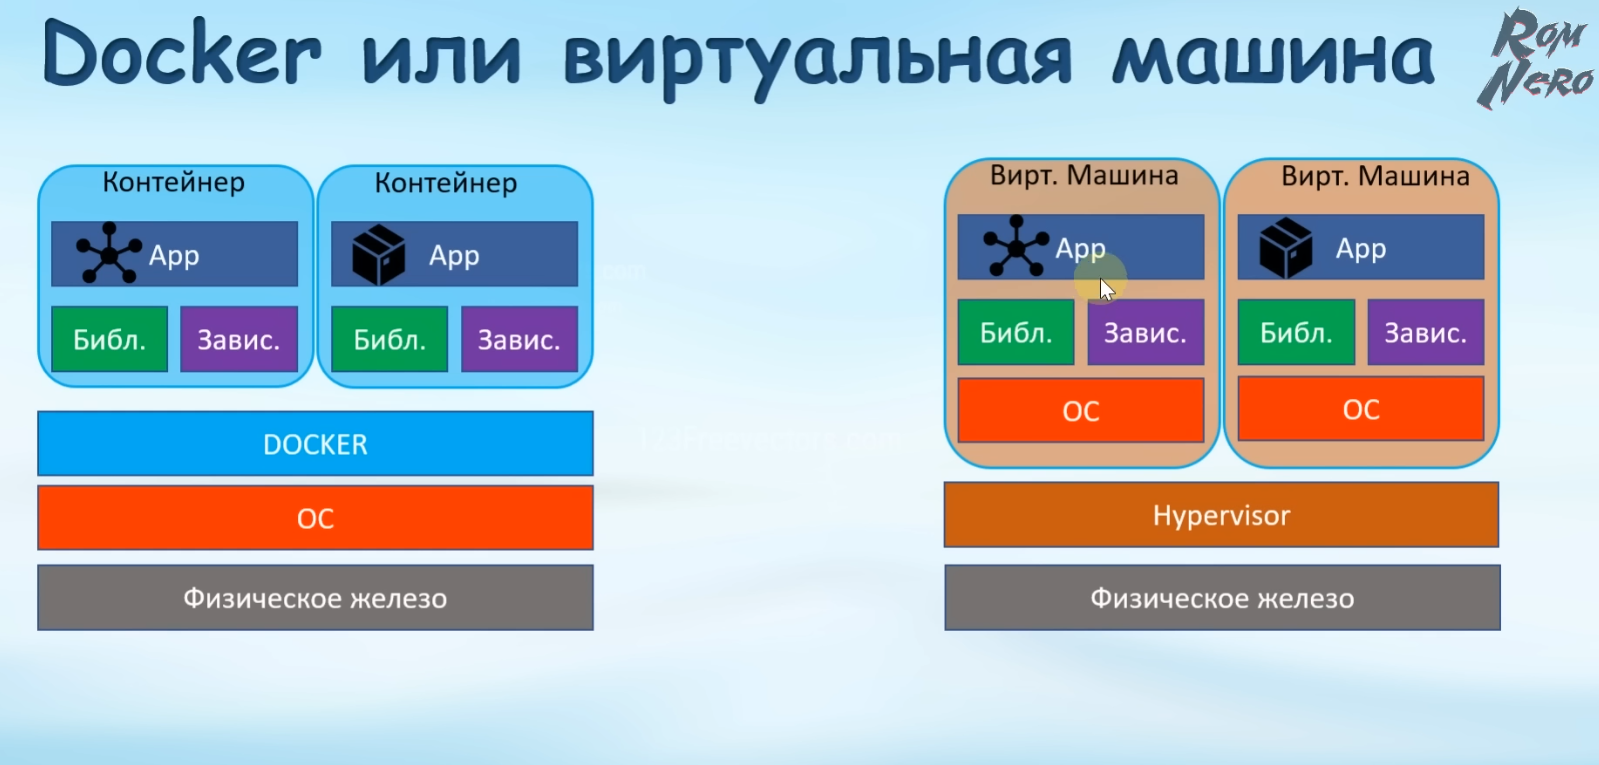 Docker или виртуальная машина
Rom
Nero
Контейнер
App
Библ.
Завис.
Контейнер
App
Библ.
Завис.
DOCKER
ОС
Физическое железо
Вирт. Машина
App
Библ.
Завис.
ОС
Вирт. Машина
App
Библ.
Завис.
ОС
Hypervisor
Физическое железо